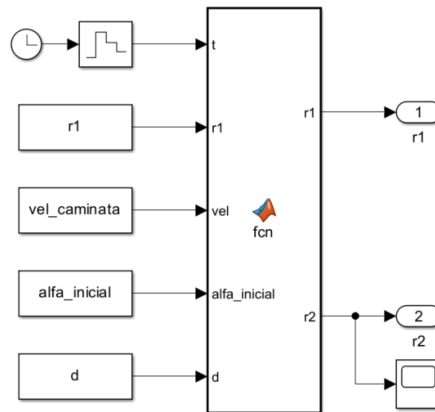 t
r1
r1
r1
1
r1
vel_caminata
vel
fcn
alfa_inicial
alfa_inicial
r2
2
r2
d
d